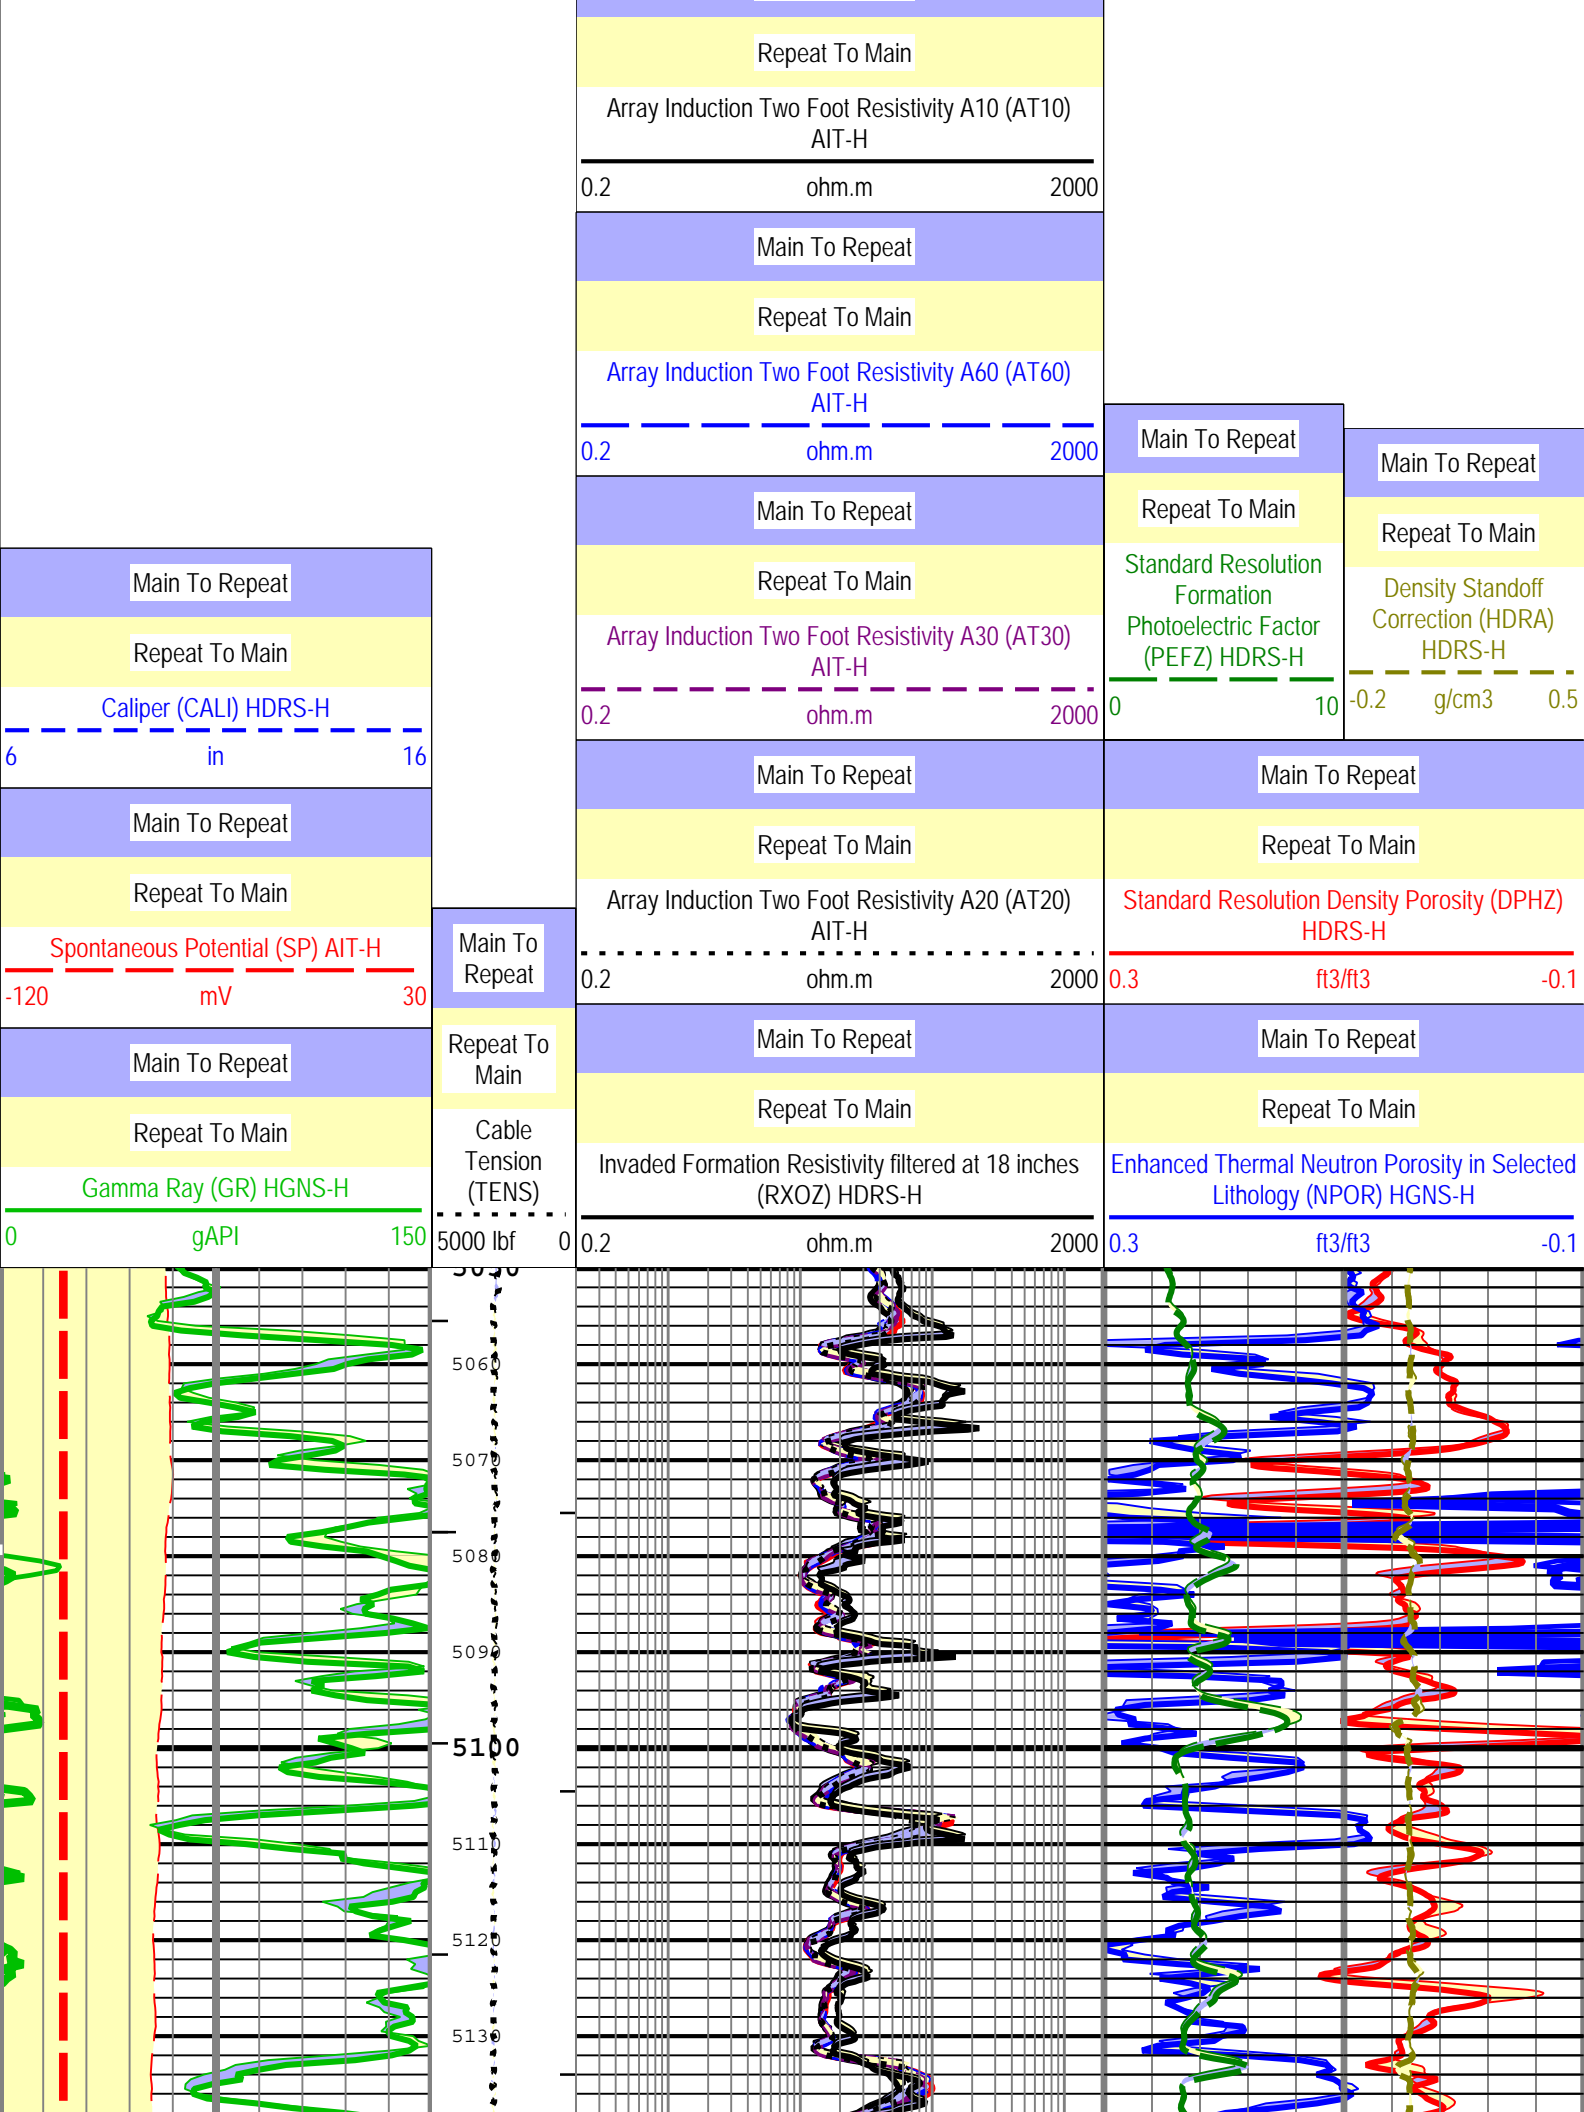 Repeat To Main
Array Induction Two Foot Resistivity A10 (AT10)
AIT-H
0.2 ohm.m 2000
Main To Repeat
Repeat To Main
Array Induction Two Foot Resistivity A60 (AT60)
AIT-H
0.2 ohm.m 2000
Main To Repeat
Repeat To Main
Array Induction Two Foot Resistivity A30 (AT30)
AIT-H
0.2 ohm.m 2000
Main To Repeat
Repeat To Main
Standard Resolution
Formation
Photoelectric Factor
(PEFZ) HDRS-H
0 10
Main To Repeat
Repeat To Main
Density Standoff
Correction (HDRA)
HDRS-H
-0.2 g/cm3 0.5
Main To Repeat
Repeat To Main
Caliper (CALI) HDRS-H
6 in 16
Main To Repeat
Repeat To Main
Spontaneous Potential (SP) AIT-H
-120 mV 30
Main To Repeat
Repeat To Main
Gamma Ray (GR) HGNS-H
0 gAPI 150
Main To
Repeat
Repeat To
Main
Cable
Tension
(TENS)
5000 lbf 0
Main To Repeat
Repeat To Main
Array Induction Two Foot Resistivity A20 (AT20)
AIT-H
0.2 ohm.m 2000
Main To Repeat
Repeat To Main
Invaded Formation Resistivity filtered at 18 inches
(RXOZ) HDRS-H
0.2 ohm.m 2000
Main To Repeat
Repeat To Main
Standard Resolution Density Porosity (DPHZ)
HDRS-H
0.3 ft3/ft3 -0.1
Main To Repeat
Repeat To Main
Enhanced Thermal Neutron Porosity in Selected
Lithology (NPOR) HGNS-H
0.3 ft3/ft3 -0.1
5060
5070
5080
5090
5100
5110
5120
5130